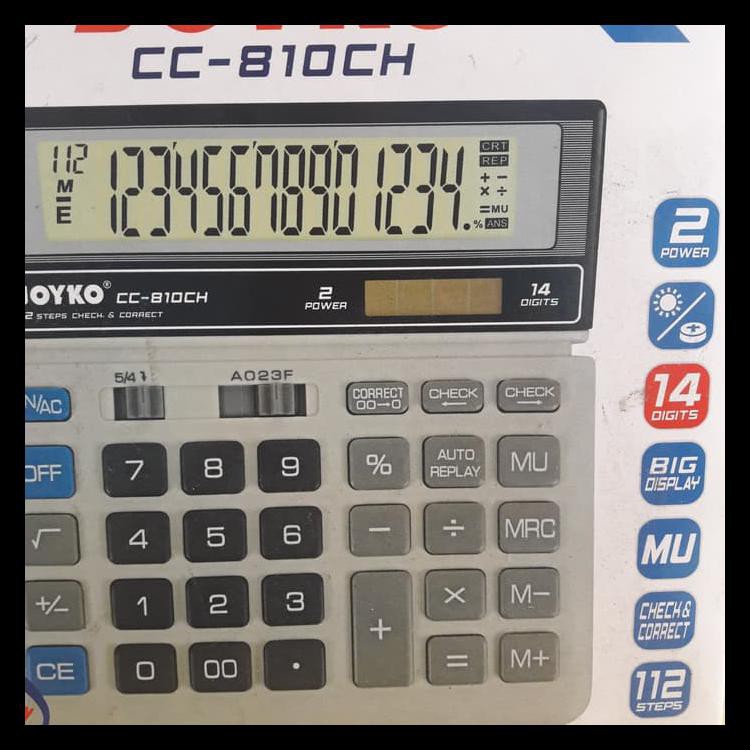 CC-810CH
112
CRT
REP
M
+ -
× ÷
12345678901234.
E
=MU
% ANS
JOYKO® CC-810CH
2 POWER
14 DIGITS
2 STEPS CHECK & CORRECT
5/4
A023F
N/AC
CORRECT 00→0
CHECK ←
CHECK →
OFF
7
8
9
%
AUTO REPLAY
MU
√
4
5
6
−
÷
MRC
+/−
1
2
3
+
×
M−
CE
0
00
•
=
M+
2
POWER
14
DIGITS
BIG
DISPLAY
MU
CHECK &
CORRECT
112
STEPS